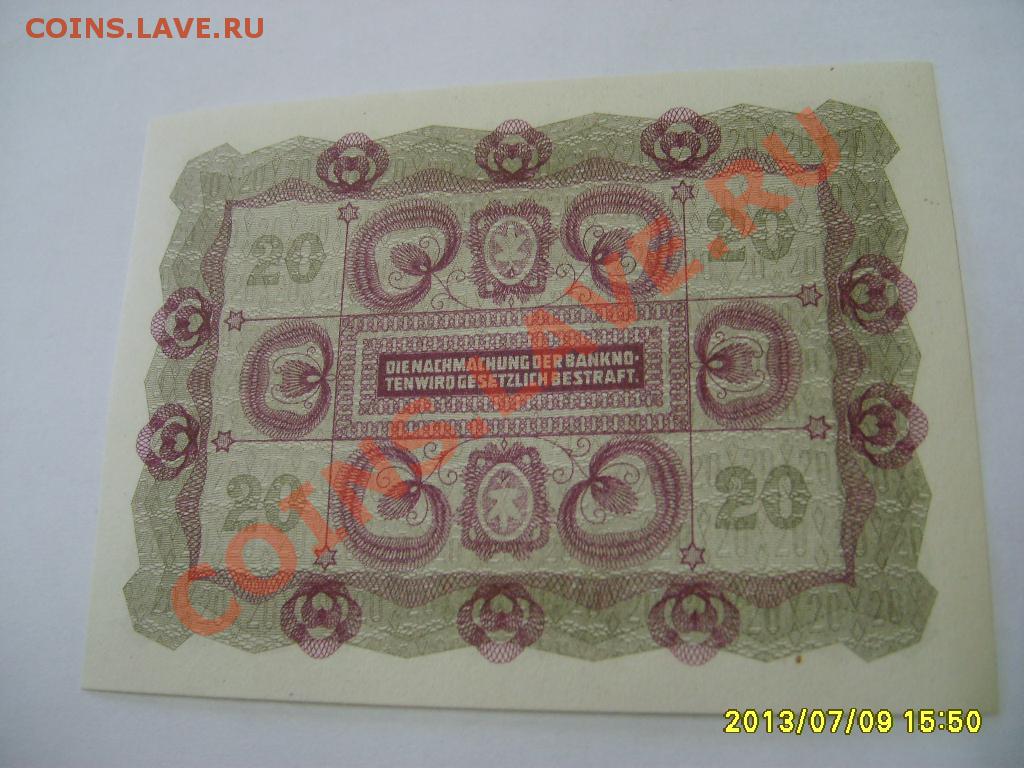 COINS.LAVE.RU
20
20
DIE NACHMACHUNG DER BANKNO-
TEN WIRD GESETZLICH BESTRAFT.
20
20
COINS.LAVE.RU
2013/07/09 15:50